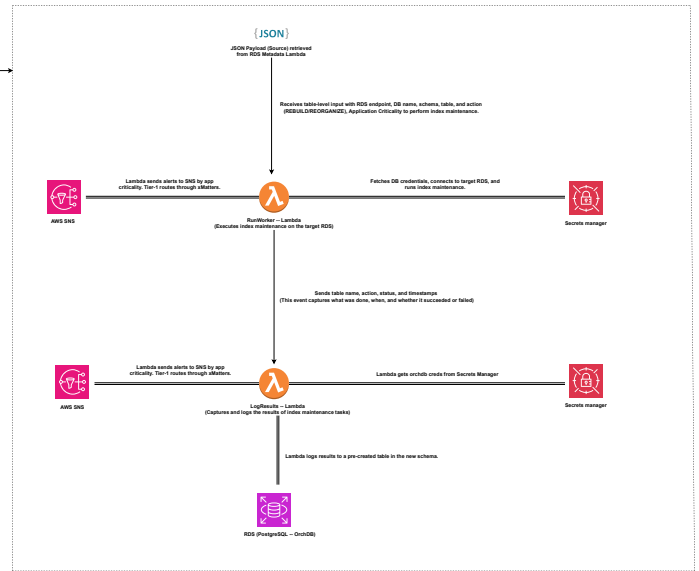 {JSON}
JSON Payload (Source) retrieved
from RDS Metadata Lambda
Receives table-level input with RDS endpoint, DB name, schema, table, and action
(REBUILD/REORGANIZE), Application Criticality to perform index maintenance.
Lambda sends alerts to SNS by app
criticality. Tier-1 routes through xMatters.
Fetches DB credentials, connects to target RDS, and
runs index maintenance.
AWS SNS
RunWorker – Lambda
(Executes index maintenance on the target RDS)
Secrets manager
Sends table name, action, status, and timestamps
(This event captures what was done, when, and whether it succeeded or failed)
Lambda sends alerts to SNS by app
criticality. Tier-1 routes through xMatters.
Lambda gets orchdb creds from Secrets Manager
AWS SNS
LogResults – Lambda
(Captures and logs the results of index maintenance tasks)
Secrets manager
Lambda logs results to a pre-created table in the new schema.
RDS (PostgreSQL – OrchDB)